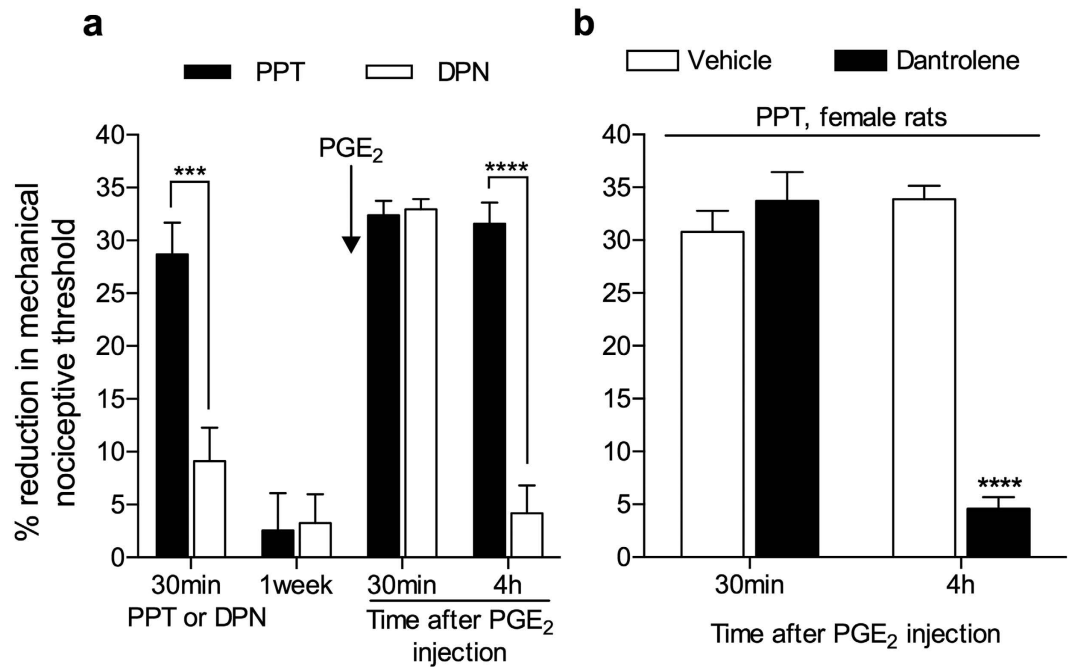 a
PPT DPN
% reduction in mechanical
nociceptive threshold
40
35
30
25
20
15
10
5
0
***
PGE₂
****
30min 1week 30min 4h
PPT or DPN
Time after PGE₂
injection
b
Vehicle Dantrolene
PPT, female rats
40
35
30
25
20
15
10
5
0
****
30min 4h
Time after PGE₂ injection